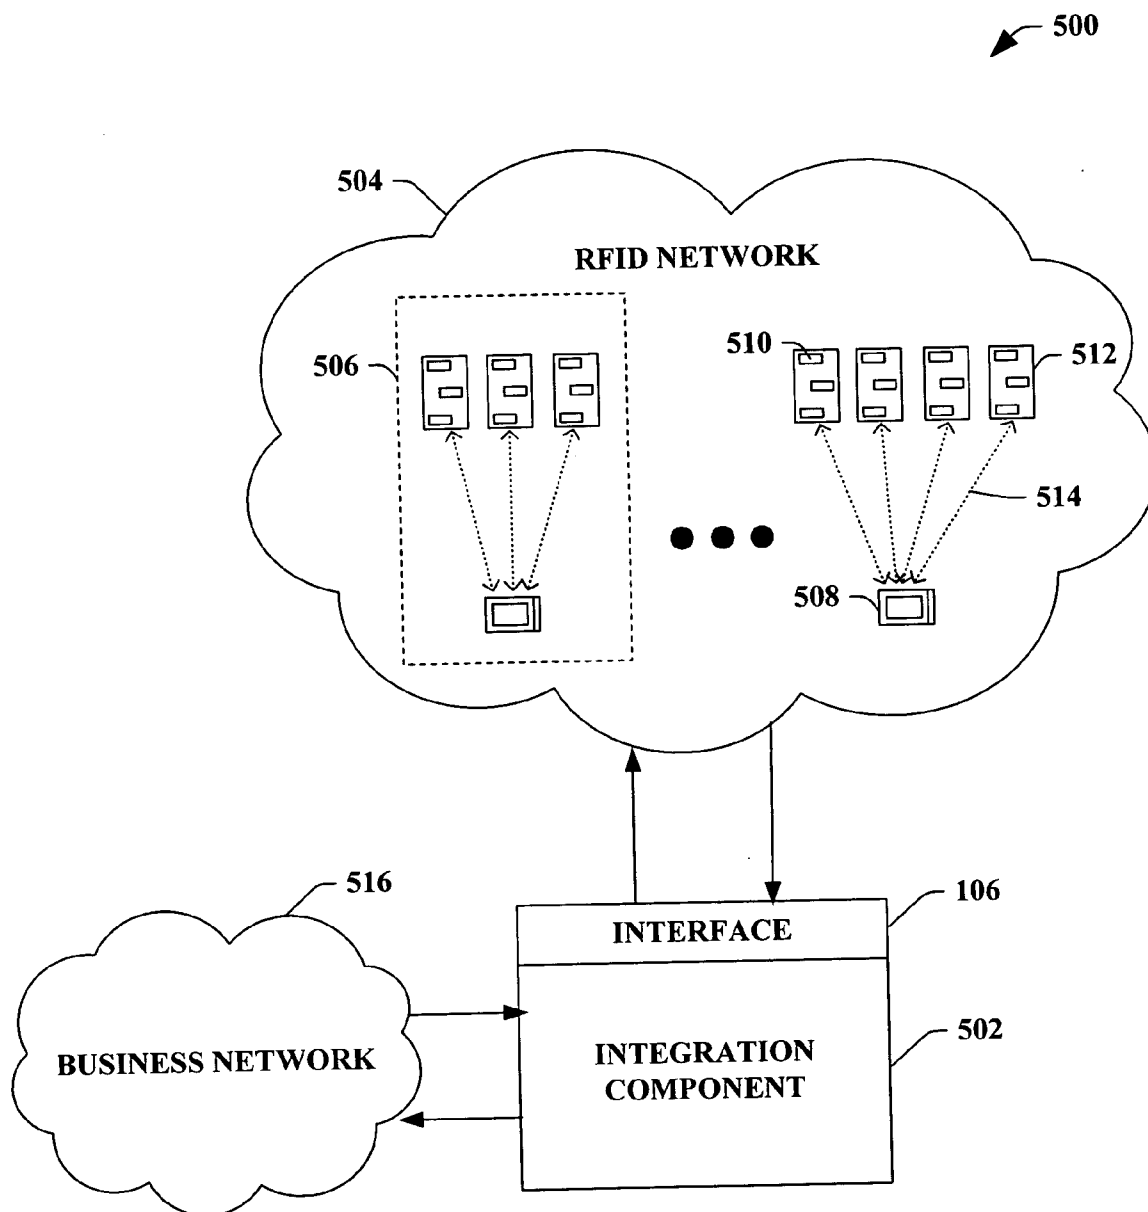 500
504
RFID NETWORK
506
510
512
514
508
516
106
INTERFACE
502
INTEGRATION
COMPONENT
BUSINESS NETWORK